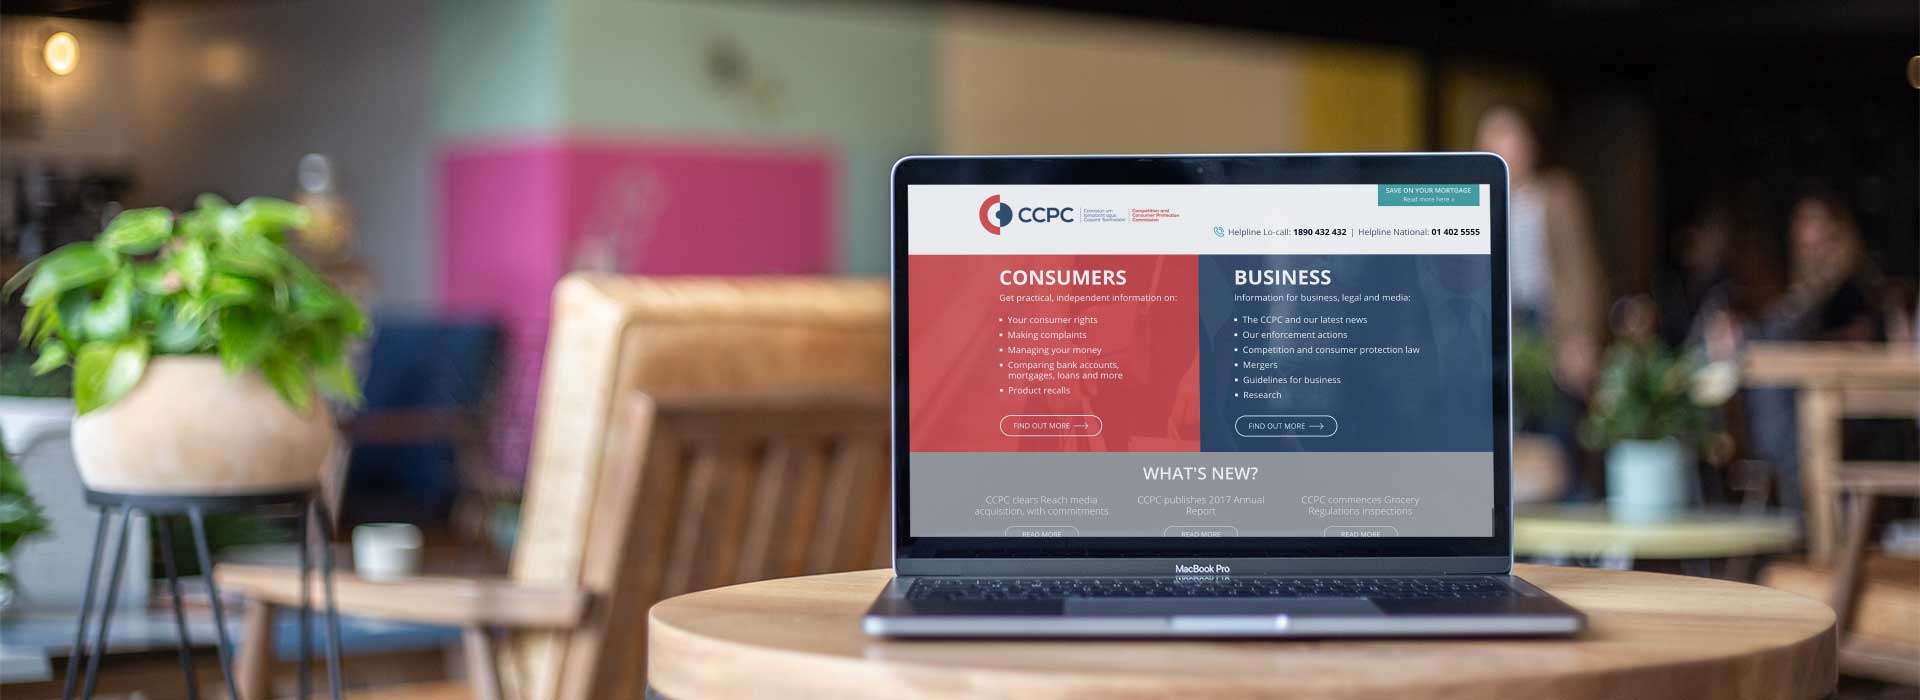 SAVE ON YOUR MORTGAGE
Read more here »
CCPC
Competition and
Consumer Protection
Commission
Helpline Lo-call: 1890 432 432 | Helpline National: 01 402 5555
CONSUMERS
Get practical, independent information on:
Your consumer rights
Making complaints
Managing your money
Comparing bank accounts,
mortgages, loans and more
Product recalls
FIND OUT MORE
BUSINESS
Information for business, legal and media:
The CCPC and our latest news
Our enforcement actions
Competition and consumer protection law
Mergers
Guidelines for business
Research
FIND OUT MORE
WHAT'S NEW?
CCPC clears Reach media
acquisition, with commitments
READ MORE
CCPC publishes 2017 Annual
Report
READ MORE
CCPC commences Grocery
Regulations inspections
READ MORE
MacBook Pro